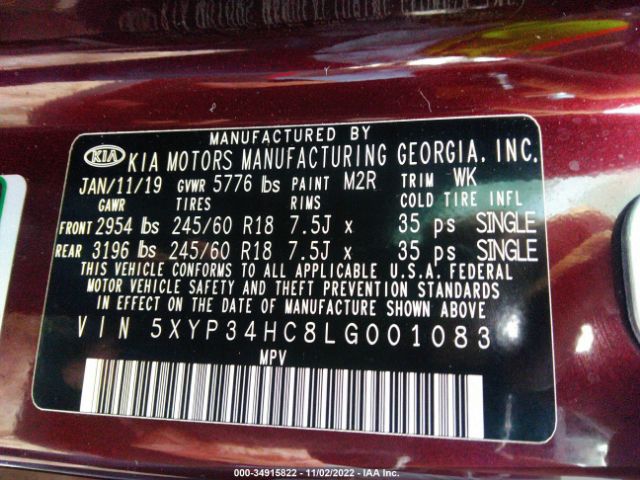 MANUFACTURED BY
KIA KIA MOTORS MANUFACTURING GEORGIA, INC.
JAN/11/19 GVWR 5776 lbs PAINT M2R TRIM WK
GAWR TIRES RIMS COLD TIRE INFL
FRONT 2954 lbs 245/60 R18 7.5J x 35 ps SINGLE
REAR 3196 lbs 245/60 R18 7.5J x 35 ps SINGLE
THIS VEHICLE CONFORMS TO ALL APPLICABLE U.S.A. FEDERAL
MOTOR VEHICLE SAFETY AND THEFT PREVENTION STANDARDS
IN EFFECT ON THE DATE OF MANUFACTURE SHOWN ABOVE
VIN 5XYP34HC8LG001083
MPV
000-34915822 - 11/02/2022 - IAA Inc.